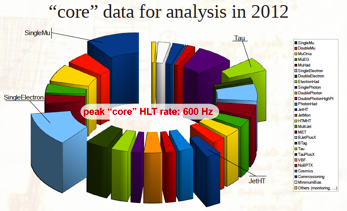 “core” data for analysis in 2012
SingleMu
Tau
SingleElectron
peak “core” HLT rate: 600 Hz
JetHT
SingleMu
DoubleMu
MuOnia
MuEG
MuHad
SingleElectron
DoubleElectron
ElectronHad
SinglePhoton
DoublePhoton
DoublePhotonHighPt
PhotonHad
JetHT
JetMon
HTMHT
MultiJet
MET
BJetPlusX
BTag
Tau
TauPlusX
VBF
NoBPTX
Cosmics
Commissioning
MinimumBias
Others (monitoring, ...)